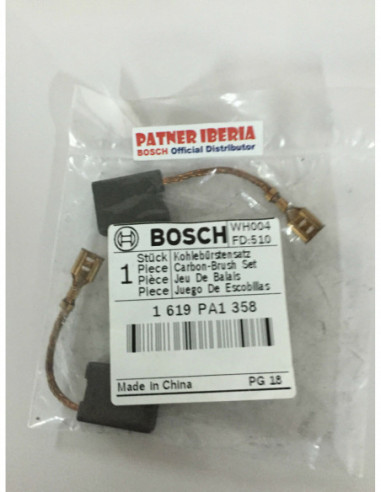 PATNER IBERIA
BOSCH Official Distributor
BOSCH
WH004
FD:510
1
Stück Kohlebürstensatz
Piece Carbon-Brush Set
Pièce Jeu De Balais
Pieza Juego De Escobillas
1 619 PA1 358
Made in China PG 18